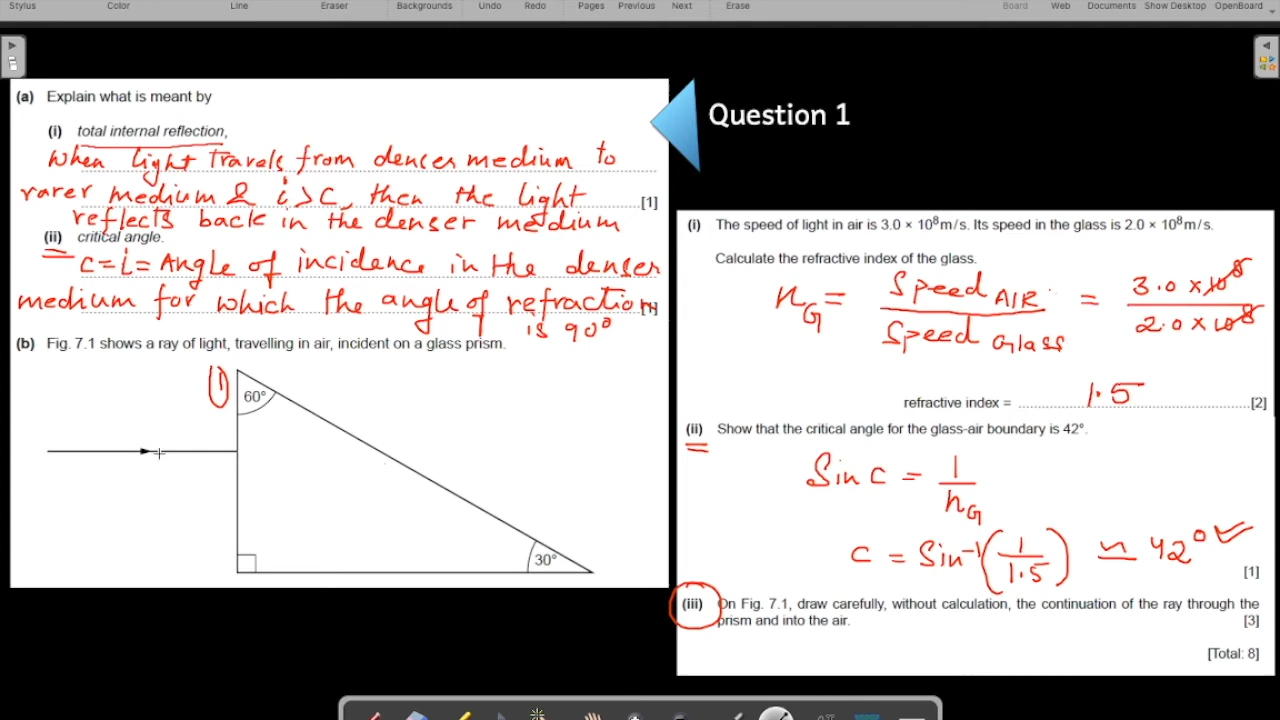 Stylus Color Line Eraser Backgrounds Undo Redo Pages Previous Next Erase Board Web Documents Show Desktop OpenBoard
(a) Explain what is meant by
(i) total internal reflection,
When light Travels from denser medium to
rarer medium & i > C, then the light
[1]
reflects back in the denser medium
(ii) critical angle.
C = i = Angle of incidence in the denser
medium for which the angle of refraction
is 90°
(b) Fig. 7.1 shows a ray of light, travelling in air, incident on a glass prism.
(1)
60°
30°
Question 1
(i) The speed of light in air is 3.0 × 10⁸ m/s. Its speed in the glass is 2.0 × 10⁸ m/s.
Calculate the refractive index of the glass.
nG = Speed AIR / Speed Glass = 3.0 × 10⁸ / 2.0 × 10⁸
refractive index = 1.5 [2]
(ii) Show that the critical angle for the glass-air boundary is 42°.
Sin C = 1 / nG
C = Sin⁻¹ (1 / 1.5) ≃ 42°
[1]
(iii) On Fig. 7.1, draw carefully, without calculation, the continuation of the ray through the
prism and into the air. [3]
[Total: 8]